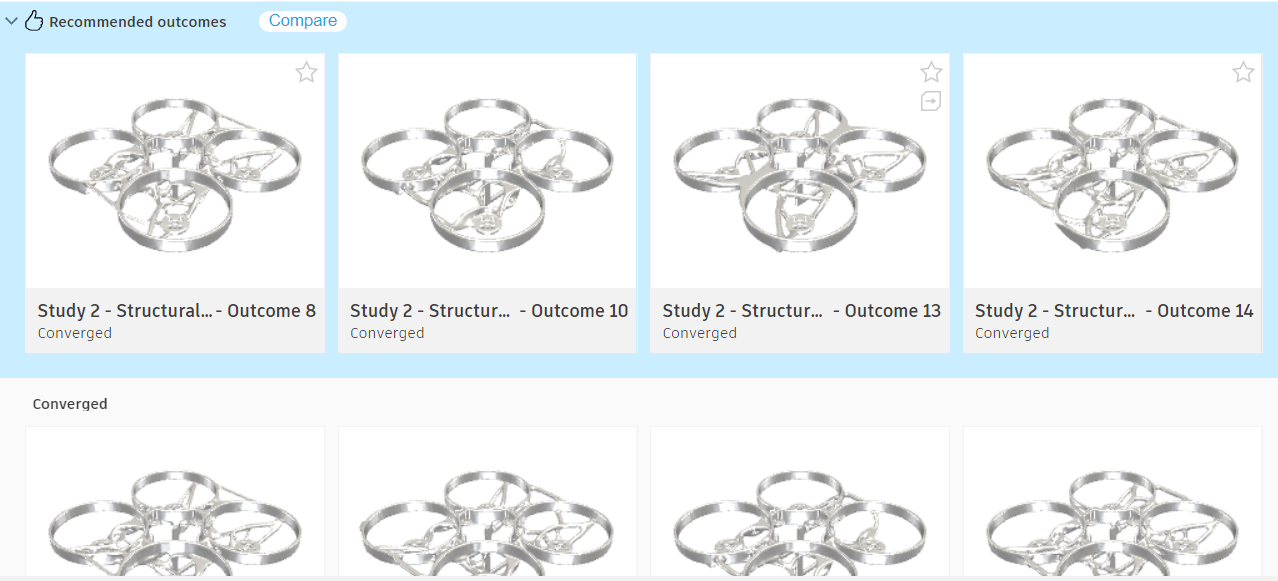 Recommended outcomes Compare
Study 2 - Structural... - Outcome 8
Converged
Study 2 - Structur... - Outcome 10
Converged
Study 2 - Structur... - Outcome 13
Converged
Study 2 - Structur... - Outcome 14
Converged
Converged